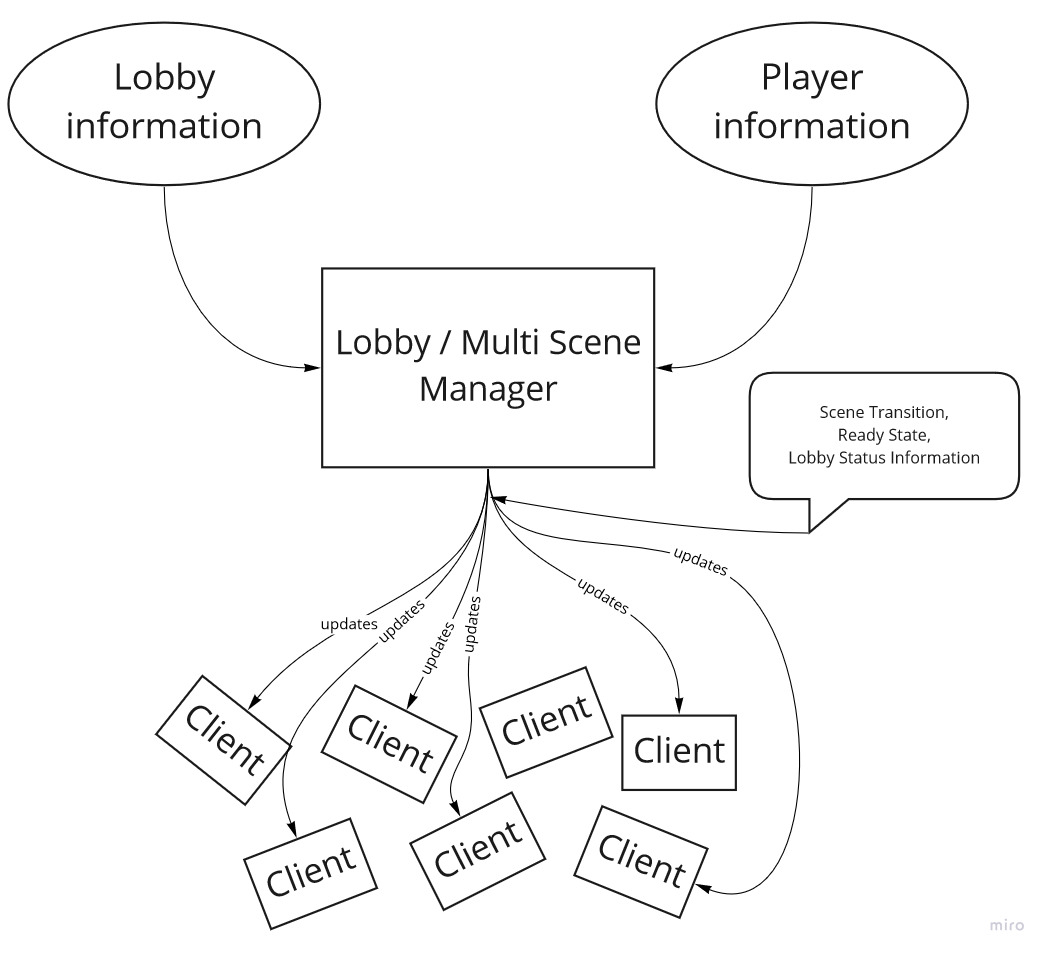 Lobby
information
Player
information
Lobby / Multi Scene
Manager
Scene Transition,
Ready State,
Lobby Status Information
updates
updates
updates
updates
updates
updates
Client
Client
Client
Client
Client
Client
Client
miro